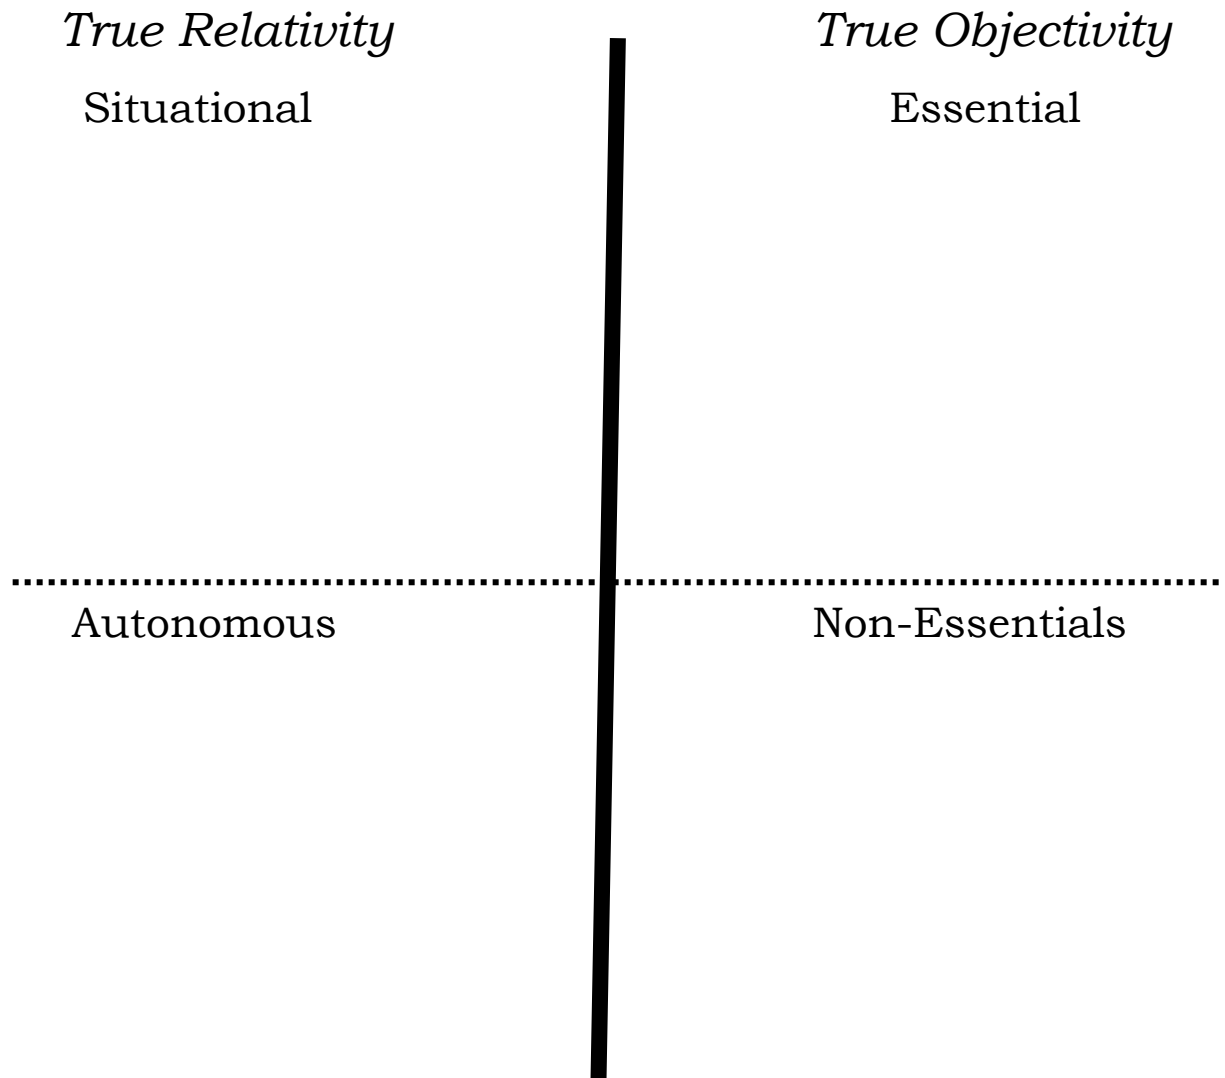 True Relativity
True Objectivity
Situational
Essential
Autonomous
Non-Essentials